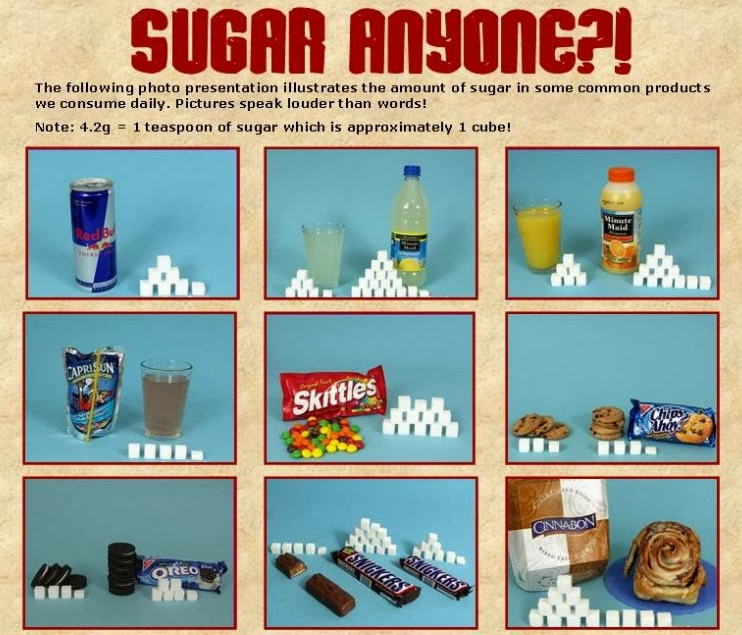 SUGAR ANYONE?!
The following photo presentation illustrates the amount of sugar in some common products
we consume daily. Pictures speak louder than words!
Note: 4.2g = 1 teaspoon of sugar which is approximately 1 cube!
Red Bull
Minute
Maid
Minute
Maid
CAPRI SUN
Skittles
Chips
Ahoy!
OREO
SNICKERS
SNICKERS
CINNABON